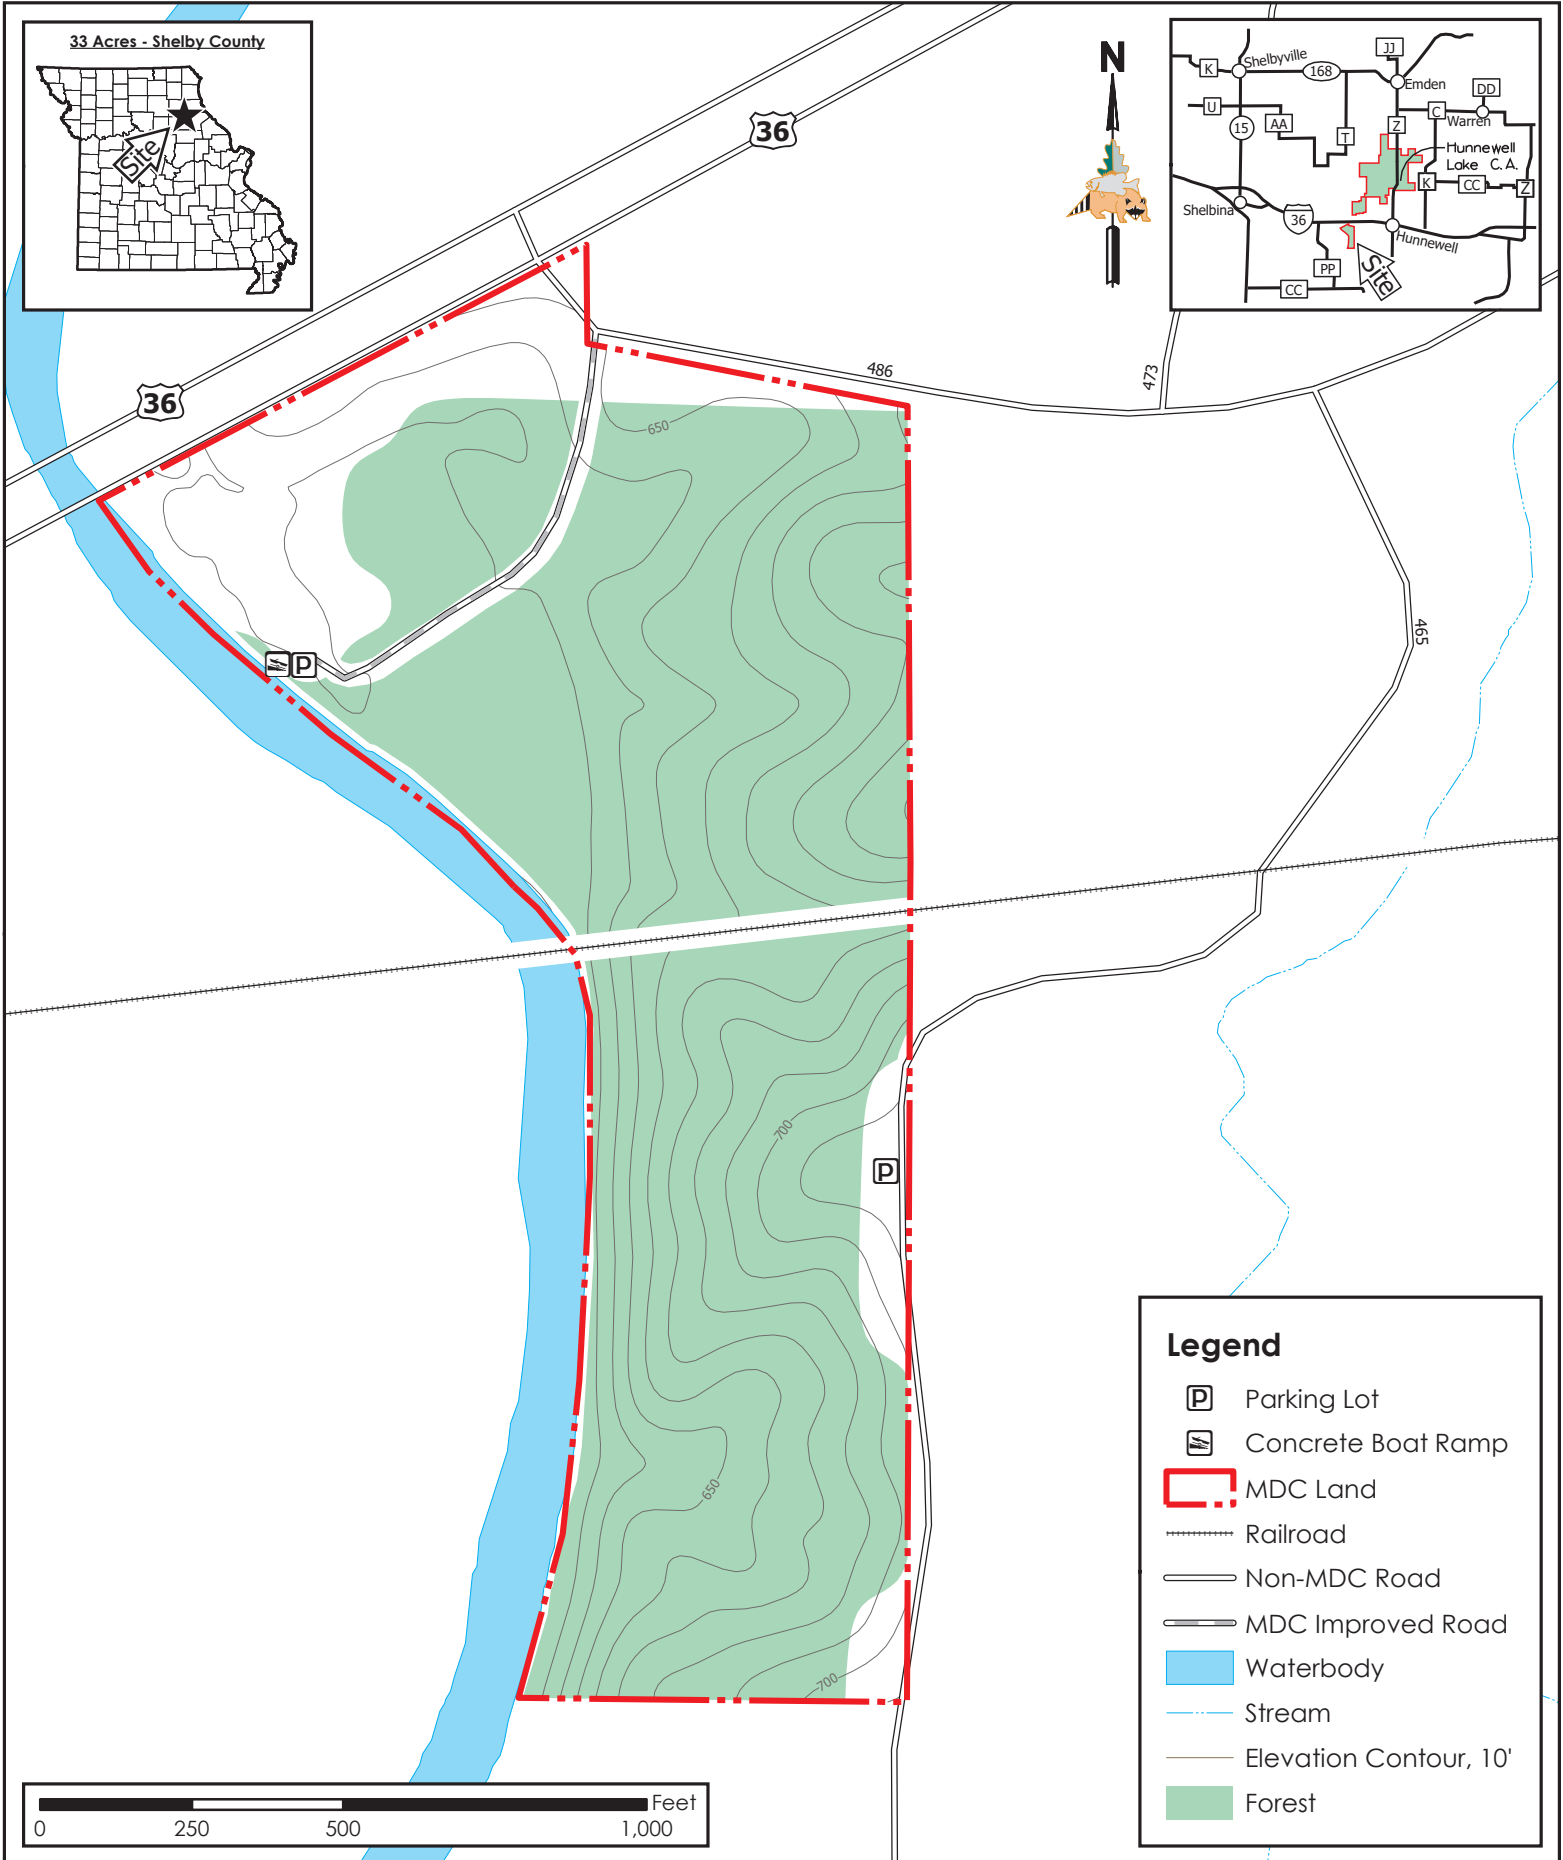 33 Acres - Shelby County
Site
N
JJ
Shelbyville
K
168
Emden
DD
U
C
Warren
15
AA
Z
T
Hunnewell
Lake C. A.
K
CC
Z
Shelbina
36
Hunnewell
PP
Site
CC
36
36
486
473
650
465
700
650
700
Legend
P Parking Lot
Concrete Boat Ramp
MDC Land
Railroad
Non-MDC Road
MDC Improved Road
Waterbody
Stream
Elevation Contour, 10'
Forest
P
P
Feet
0 250 500 1,000